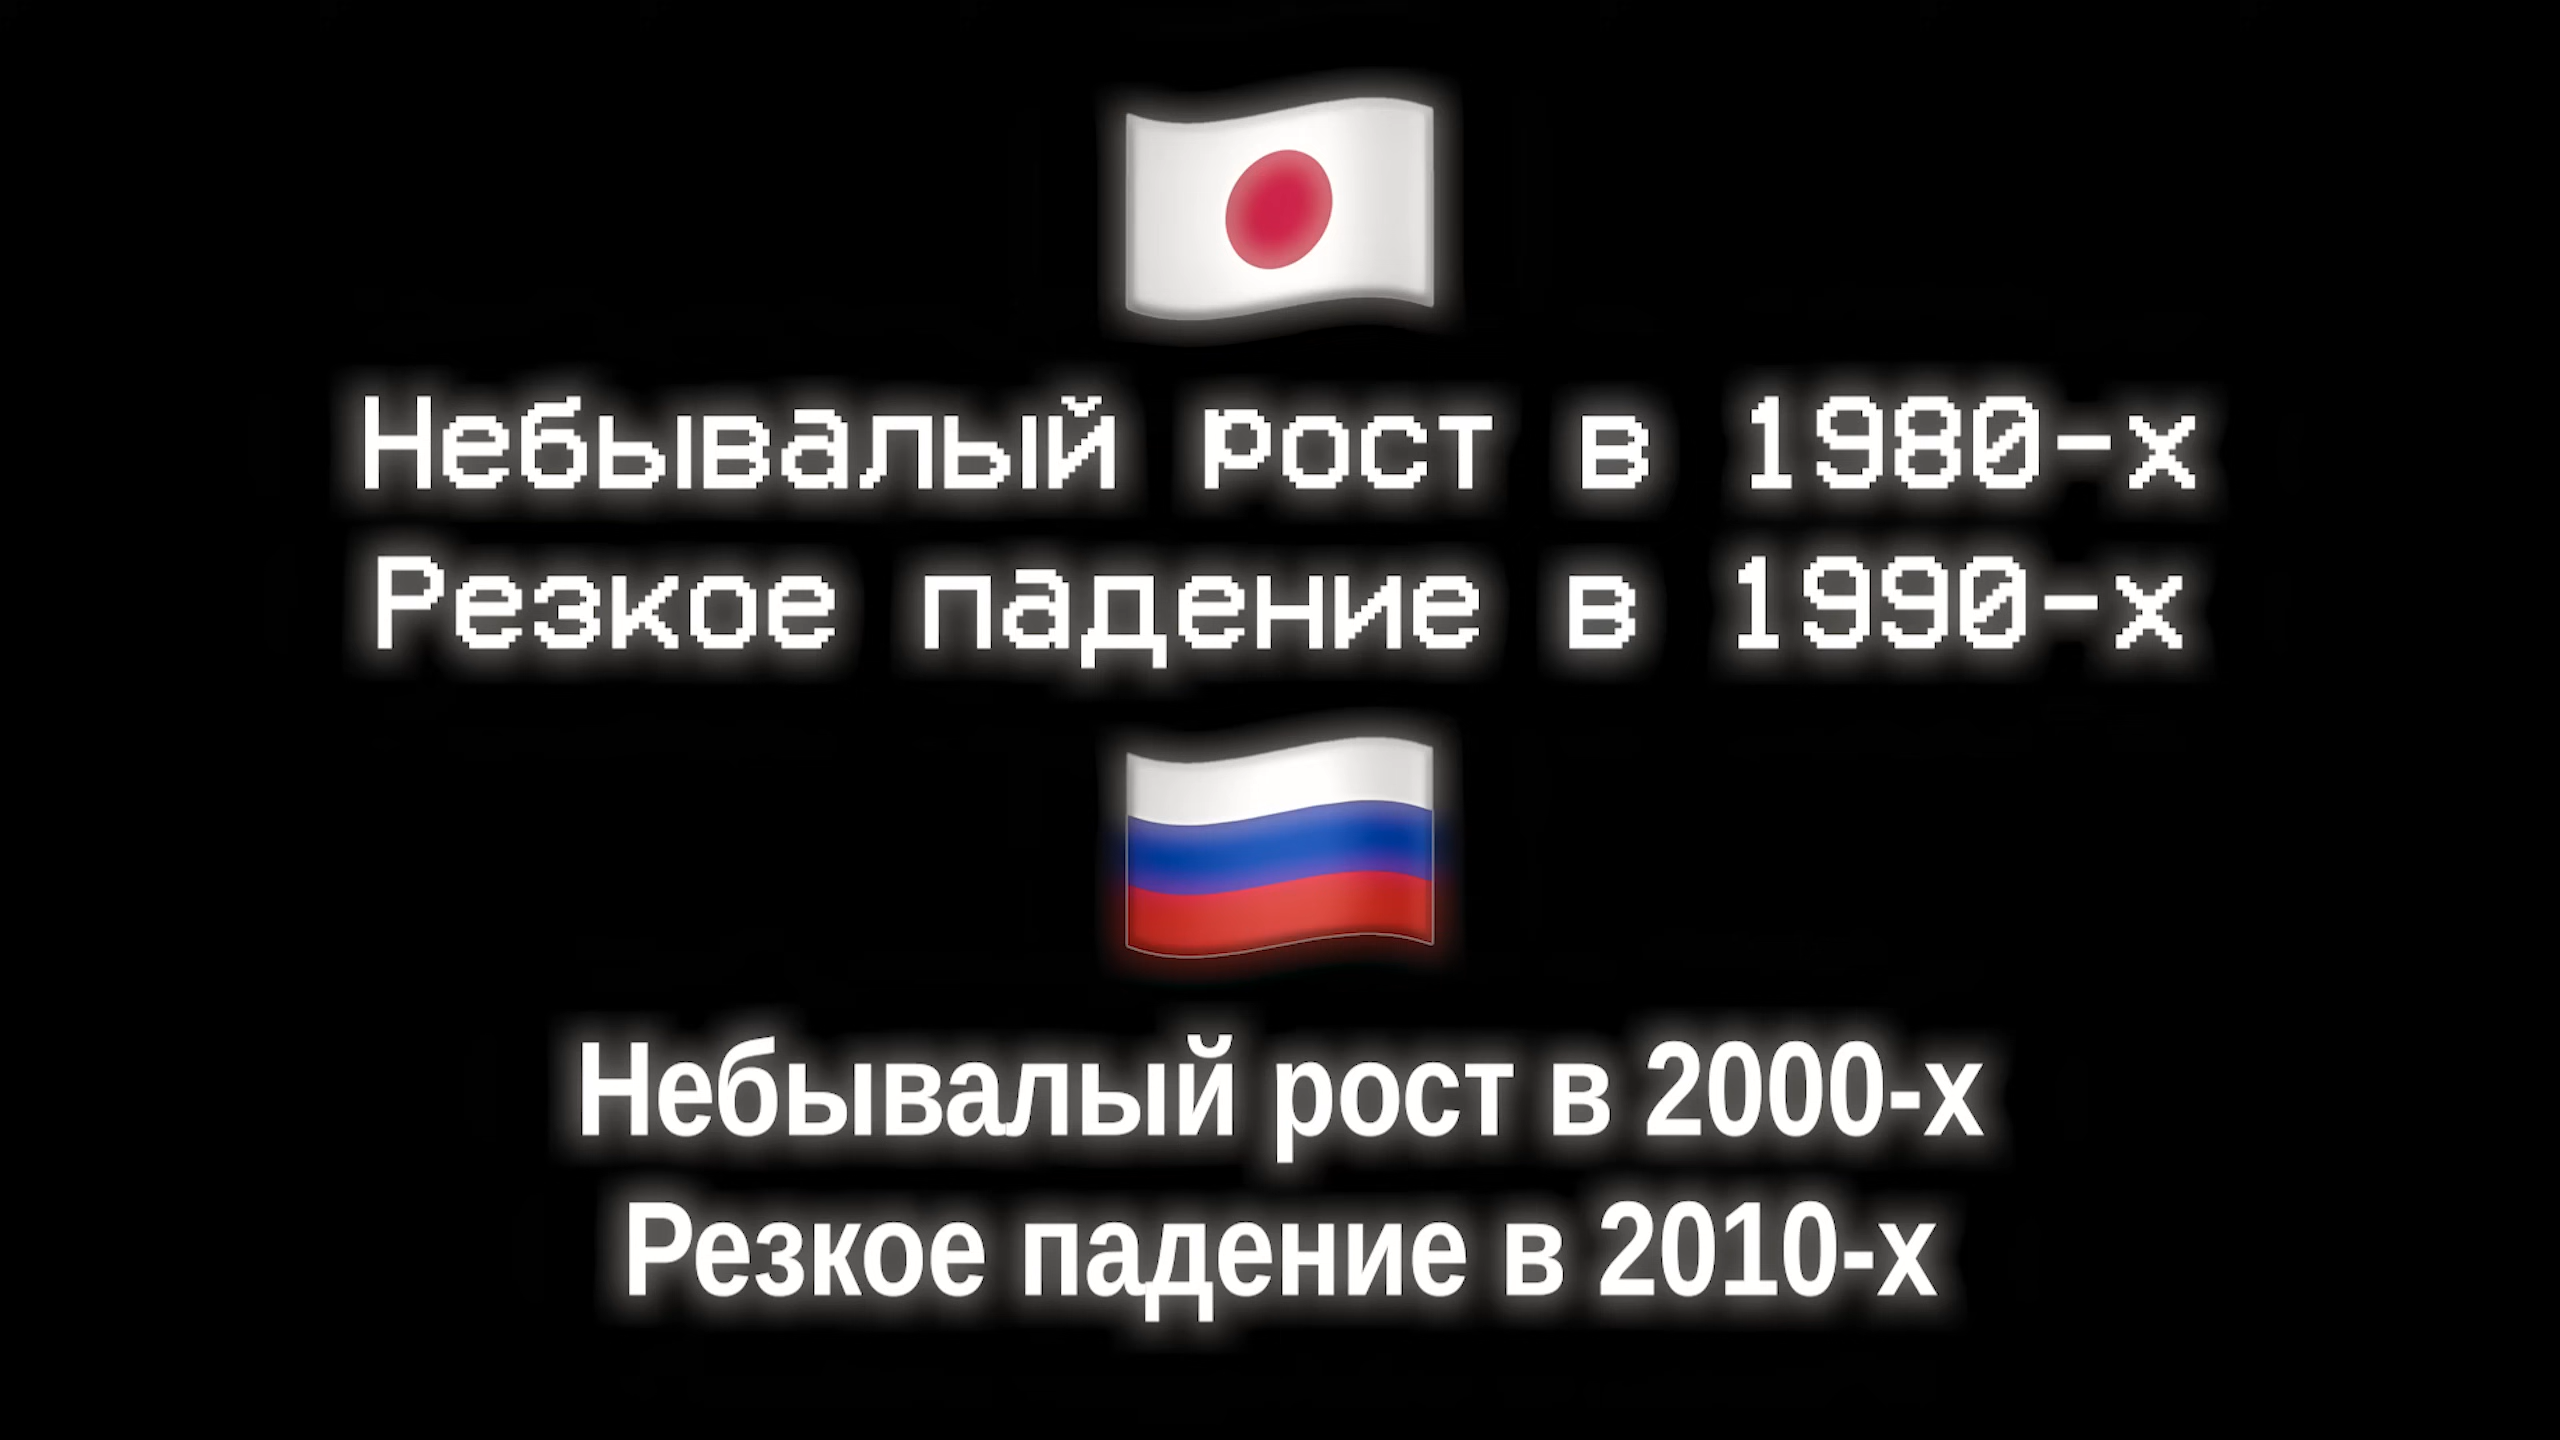 Небывалый рост в 1980-х
Резкое падение в 1990-х
Небывалый рост в 2000-х
Резкое падение в 2010-х